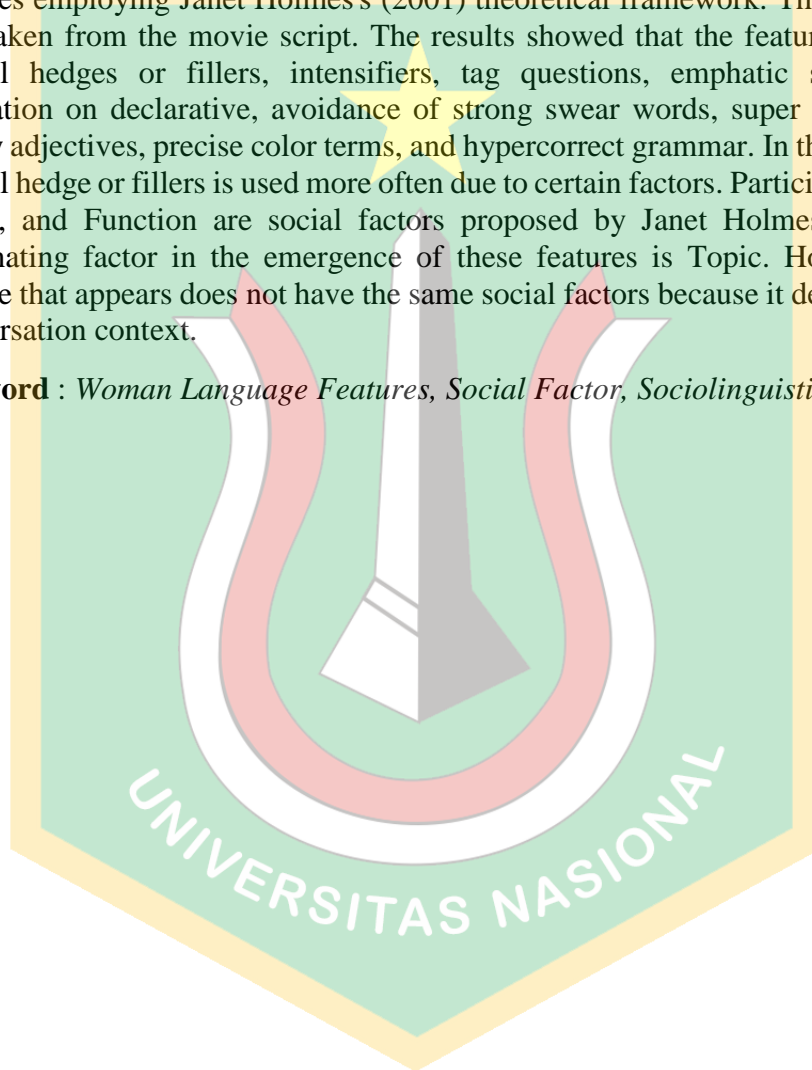 es employing Janet Holmes's (2001) theoretical framework. Th
aken from the movie script. The results showed that the featur
l hedges or fillers, intensifiers, tag questions, emphatic s
ation on declarative, avoidance of strong swear words, super
y adjectives, precise color terms, and hypercorrect grammar. In th
l hedge or fillers is used more often due to certain factors. Partici
, and Function are social factors proposed by Janet Holmes
nating factor in the emergence of these features is Topic. Ho
e that appears does not have the same social factors because it de
rsation context.
ord : Woman Language Features, Social Factor, Sociolinguisti
UNIVERSITAS NASIONAL